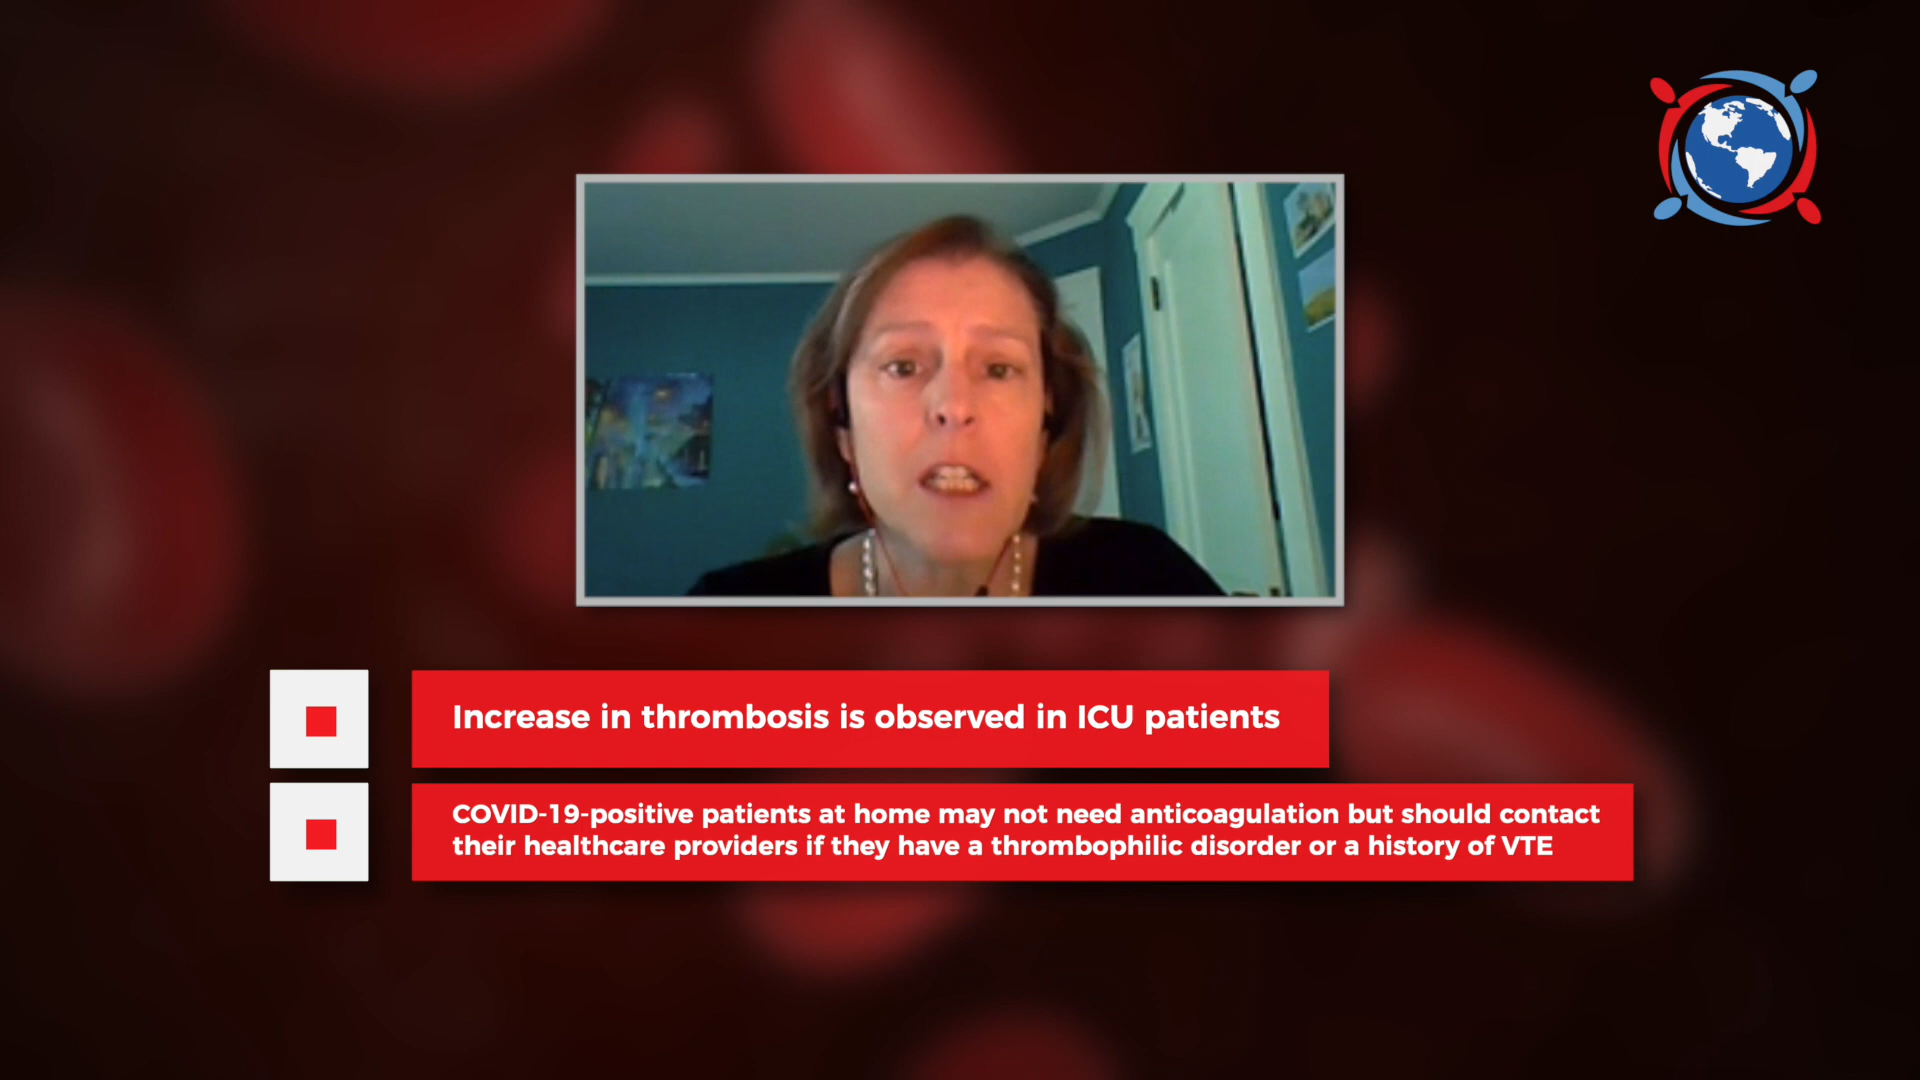 Increase in thrombosis is observed in ICU patients
COVID-19-positive patients at home may not need anticoagulation but should contact
their healthcare providers if they have a thrombophilic disorder or a history of VTE